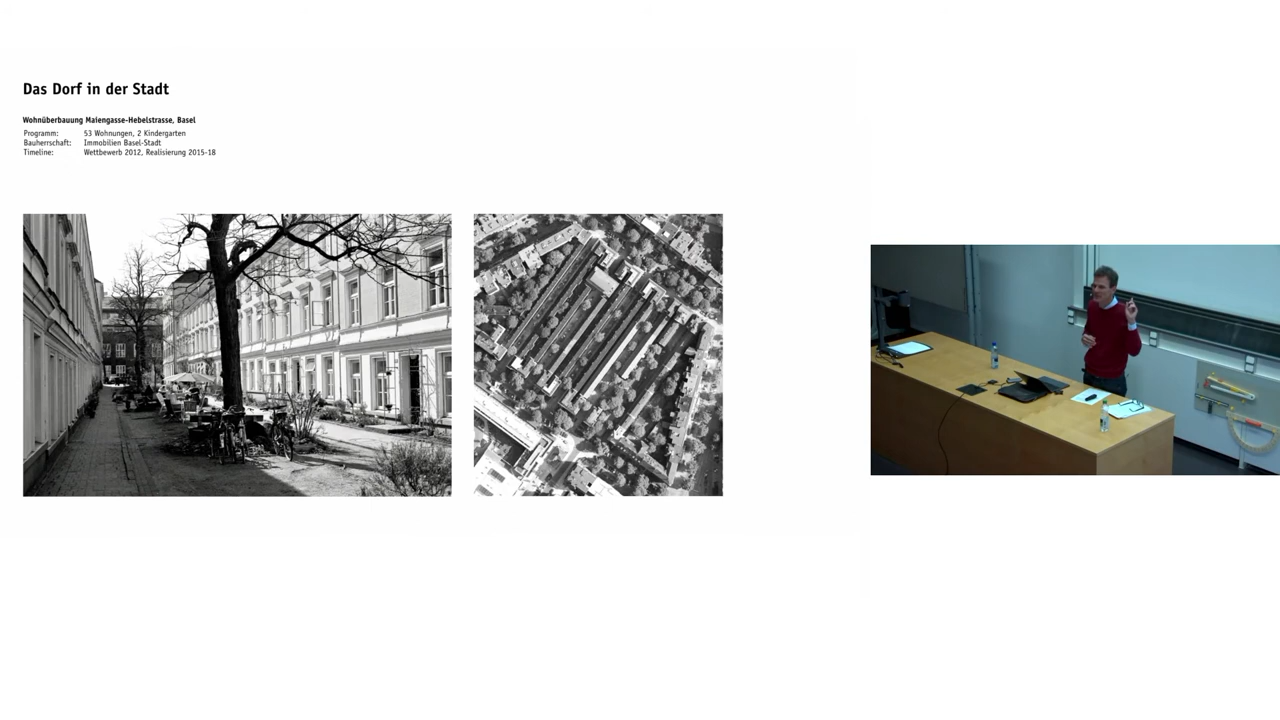 Das Dorf in der Stadt
Wohnüberbauung Maiengasse-Hebelstrasse, Basel
Programm: 53 Wohnungen, 2 Kindergarten
Bauherrschaft: Immobilien Basel-Stadt
Timeline: Wettbewerb 2012, Realisierung 2015-18